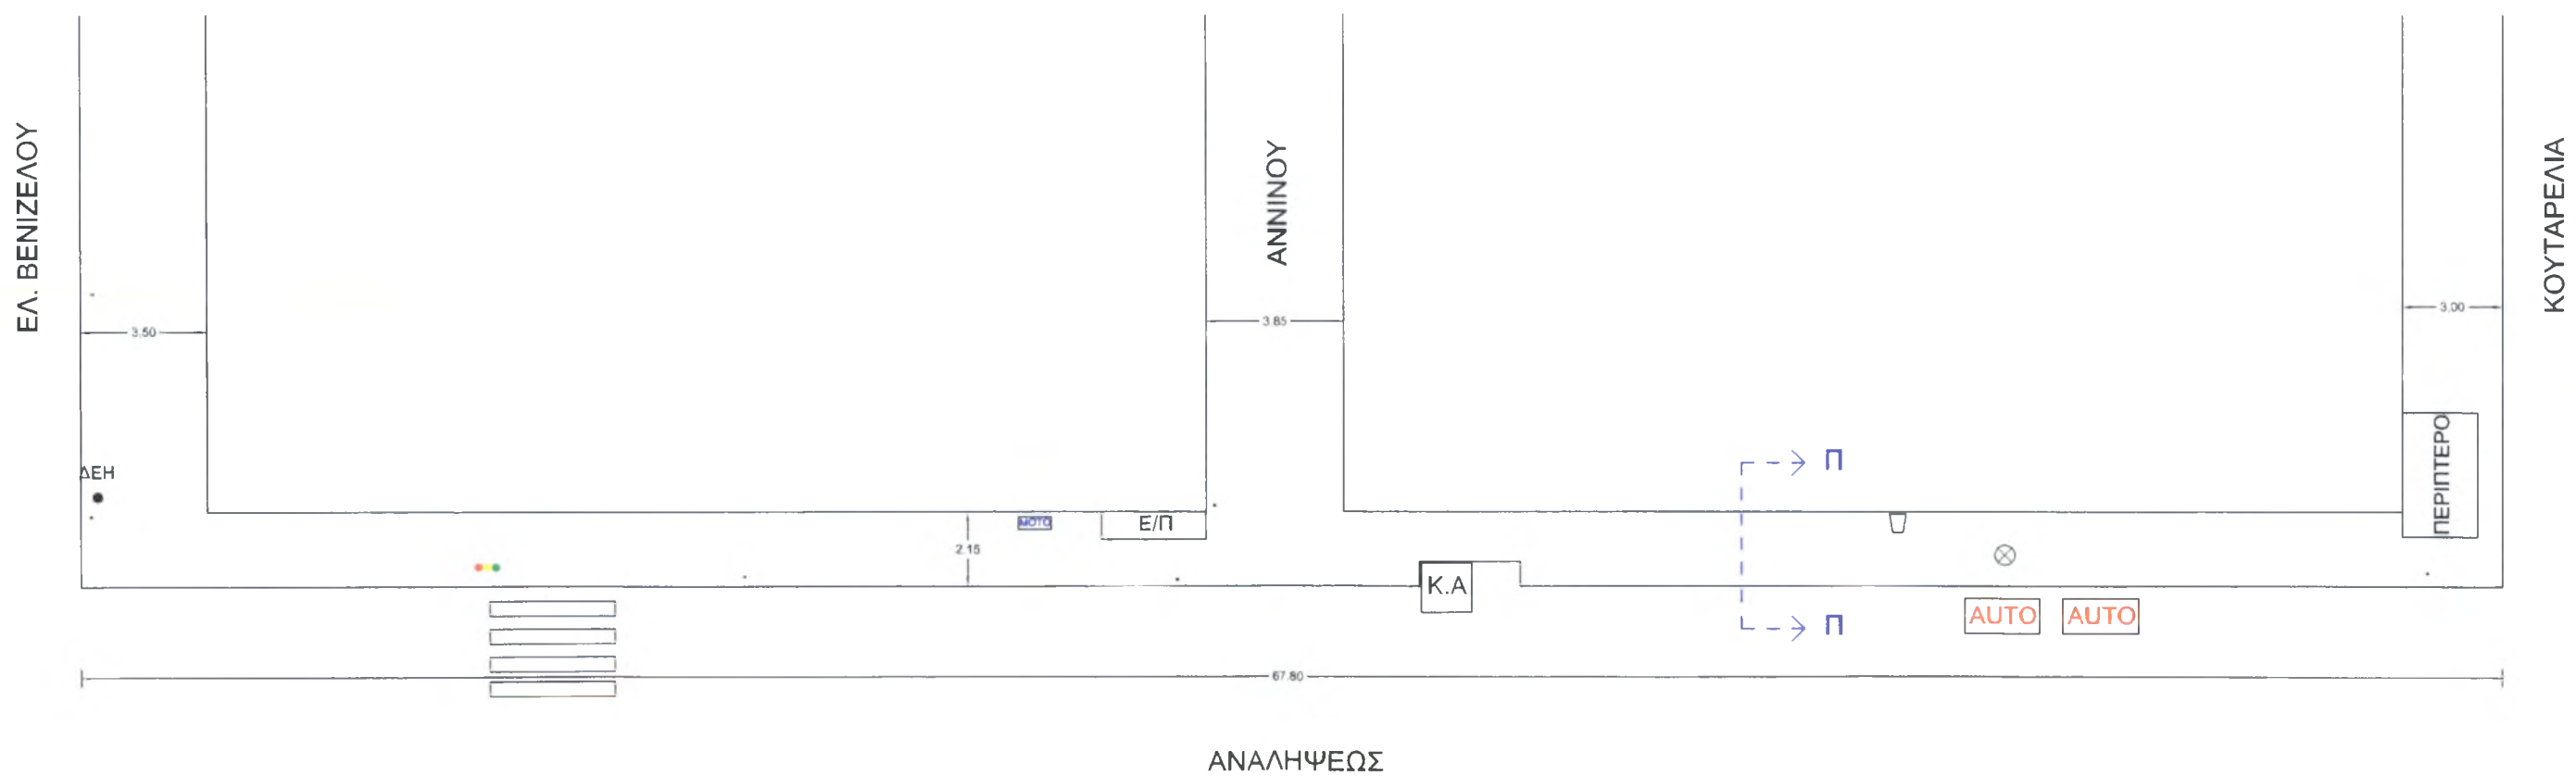 ΕΛ. ΒΕΝΙΖΕΛΟΥ
ΑΝΝΙΝΟΥ
ΚΟΥΤΑΡΕΛΙΑ
3.50
3.85
3.00
ΔΕΗ
ΠΕΡΙΠΤΕΡΟ
Π
ΜΟΤΟ
Ε/Π
2.15
Κ.Α
Π
AUTO
AUTO
67.80
ΑΝΑΛΗΨΕΩΣ